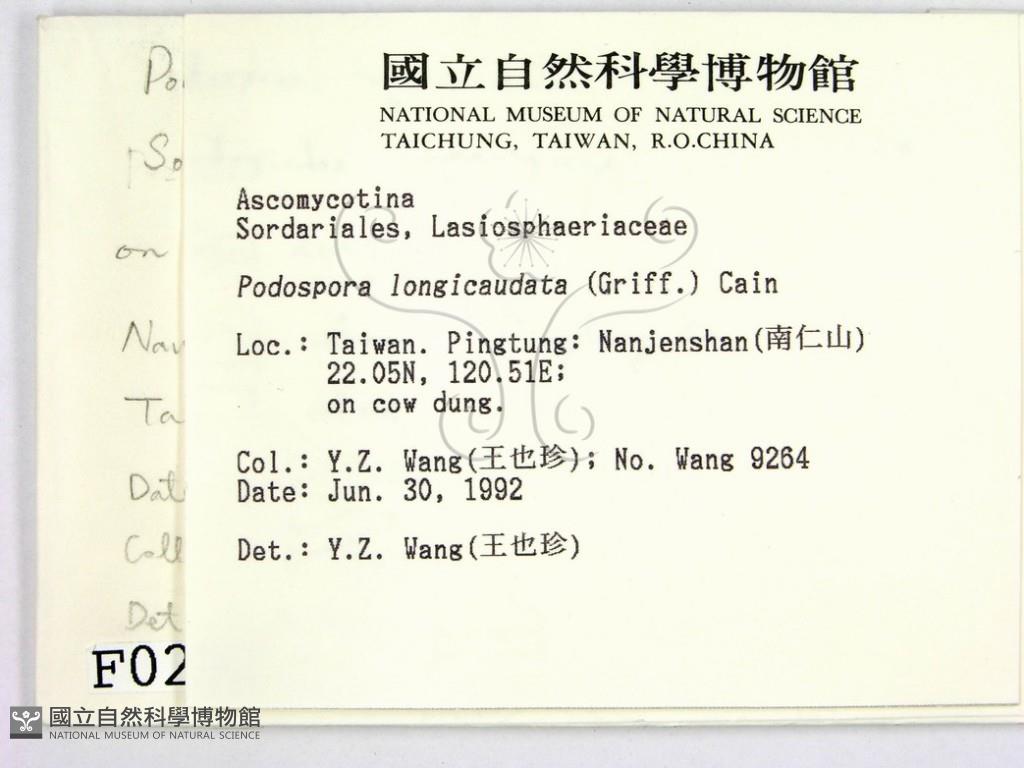 國立自然科學博物館
NATIONAL MUSEUM OF NATURAL SCIENCE
TAICHUNG, TAIWAN, R.O.CHINA
Ascomycotina
Sordariales, Lasiosphaeriaceae
Podospora longicaudata (Griff.) Cain
Loc.: Taiwan. Pingtung: Nanjenshan(南仁山)
22.05N, 120.51E;
on cow dung.
Col.: Y.Z. Wang(王也珍); No. Wang 9264
Date: Jun. 30, 1992
Det.: Y.Z. Wang(王也珍)
on
Det
F02
國立自然科學博物館
NATIONAL MUSEUM OF NATURAL SCIENCE